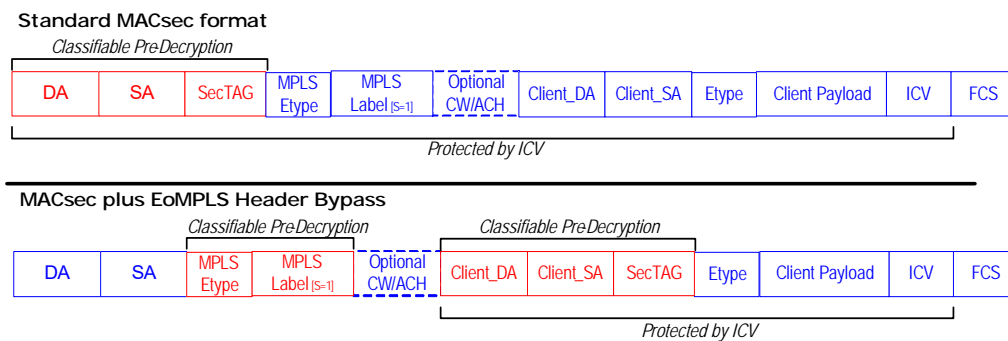 Standard MACsec format
Classifiable Pre-Decryption
DA SA SecTAG MPLS Etype MPLS Label [S=1] Optional CW/ACH Client_DA Client_SA Etype Client Payload ICV FCS
Protected by ICV
MACsec plus EoMPLS Header Bypass
Classifiable Pre-Decryption Classifiable Pre-Decryption
DA SA MPLS Etype MPLS Label [S=1] Optional CW/ACH Client_DA Client_SA SecTAG Etype Client Payload ICV FCS
Protected by ICV